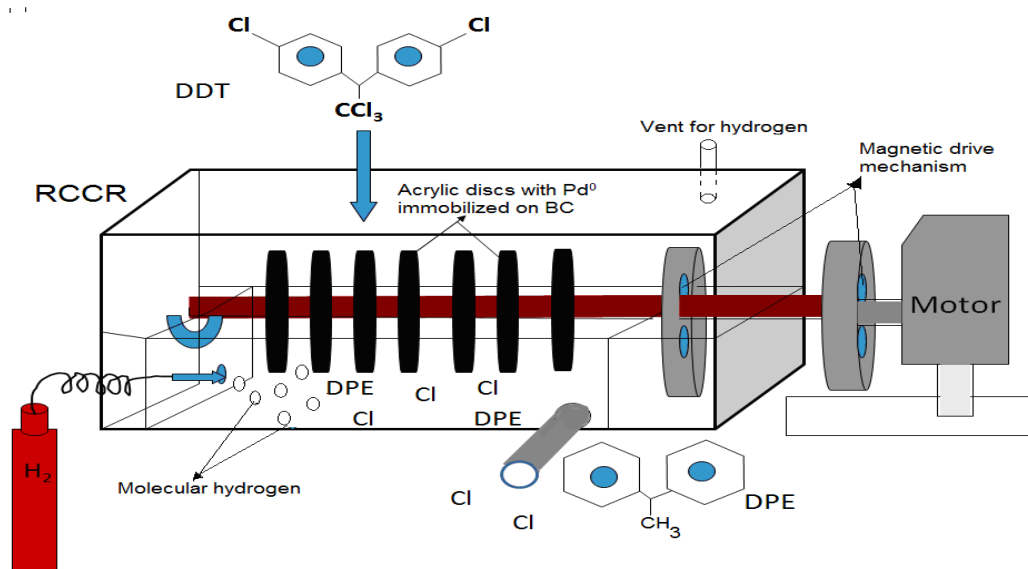 Cl
Cl
DDT
CCl₃
Vent for hydrogen
Magnetic drive
mechanism
RCCR
Acrylic discs with Pd⁰
immobilized on BC
Motor
DPE
Cl
Cl
Cl
DPE
H₂
Molecular hydrogen
Cl
Cl
CH₃
DPE